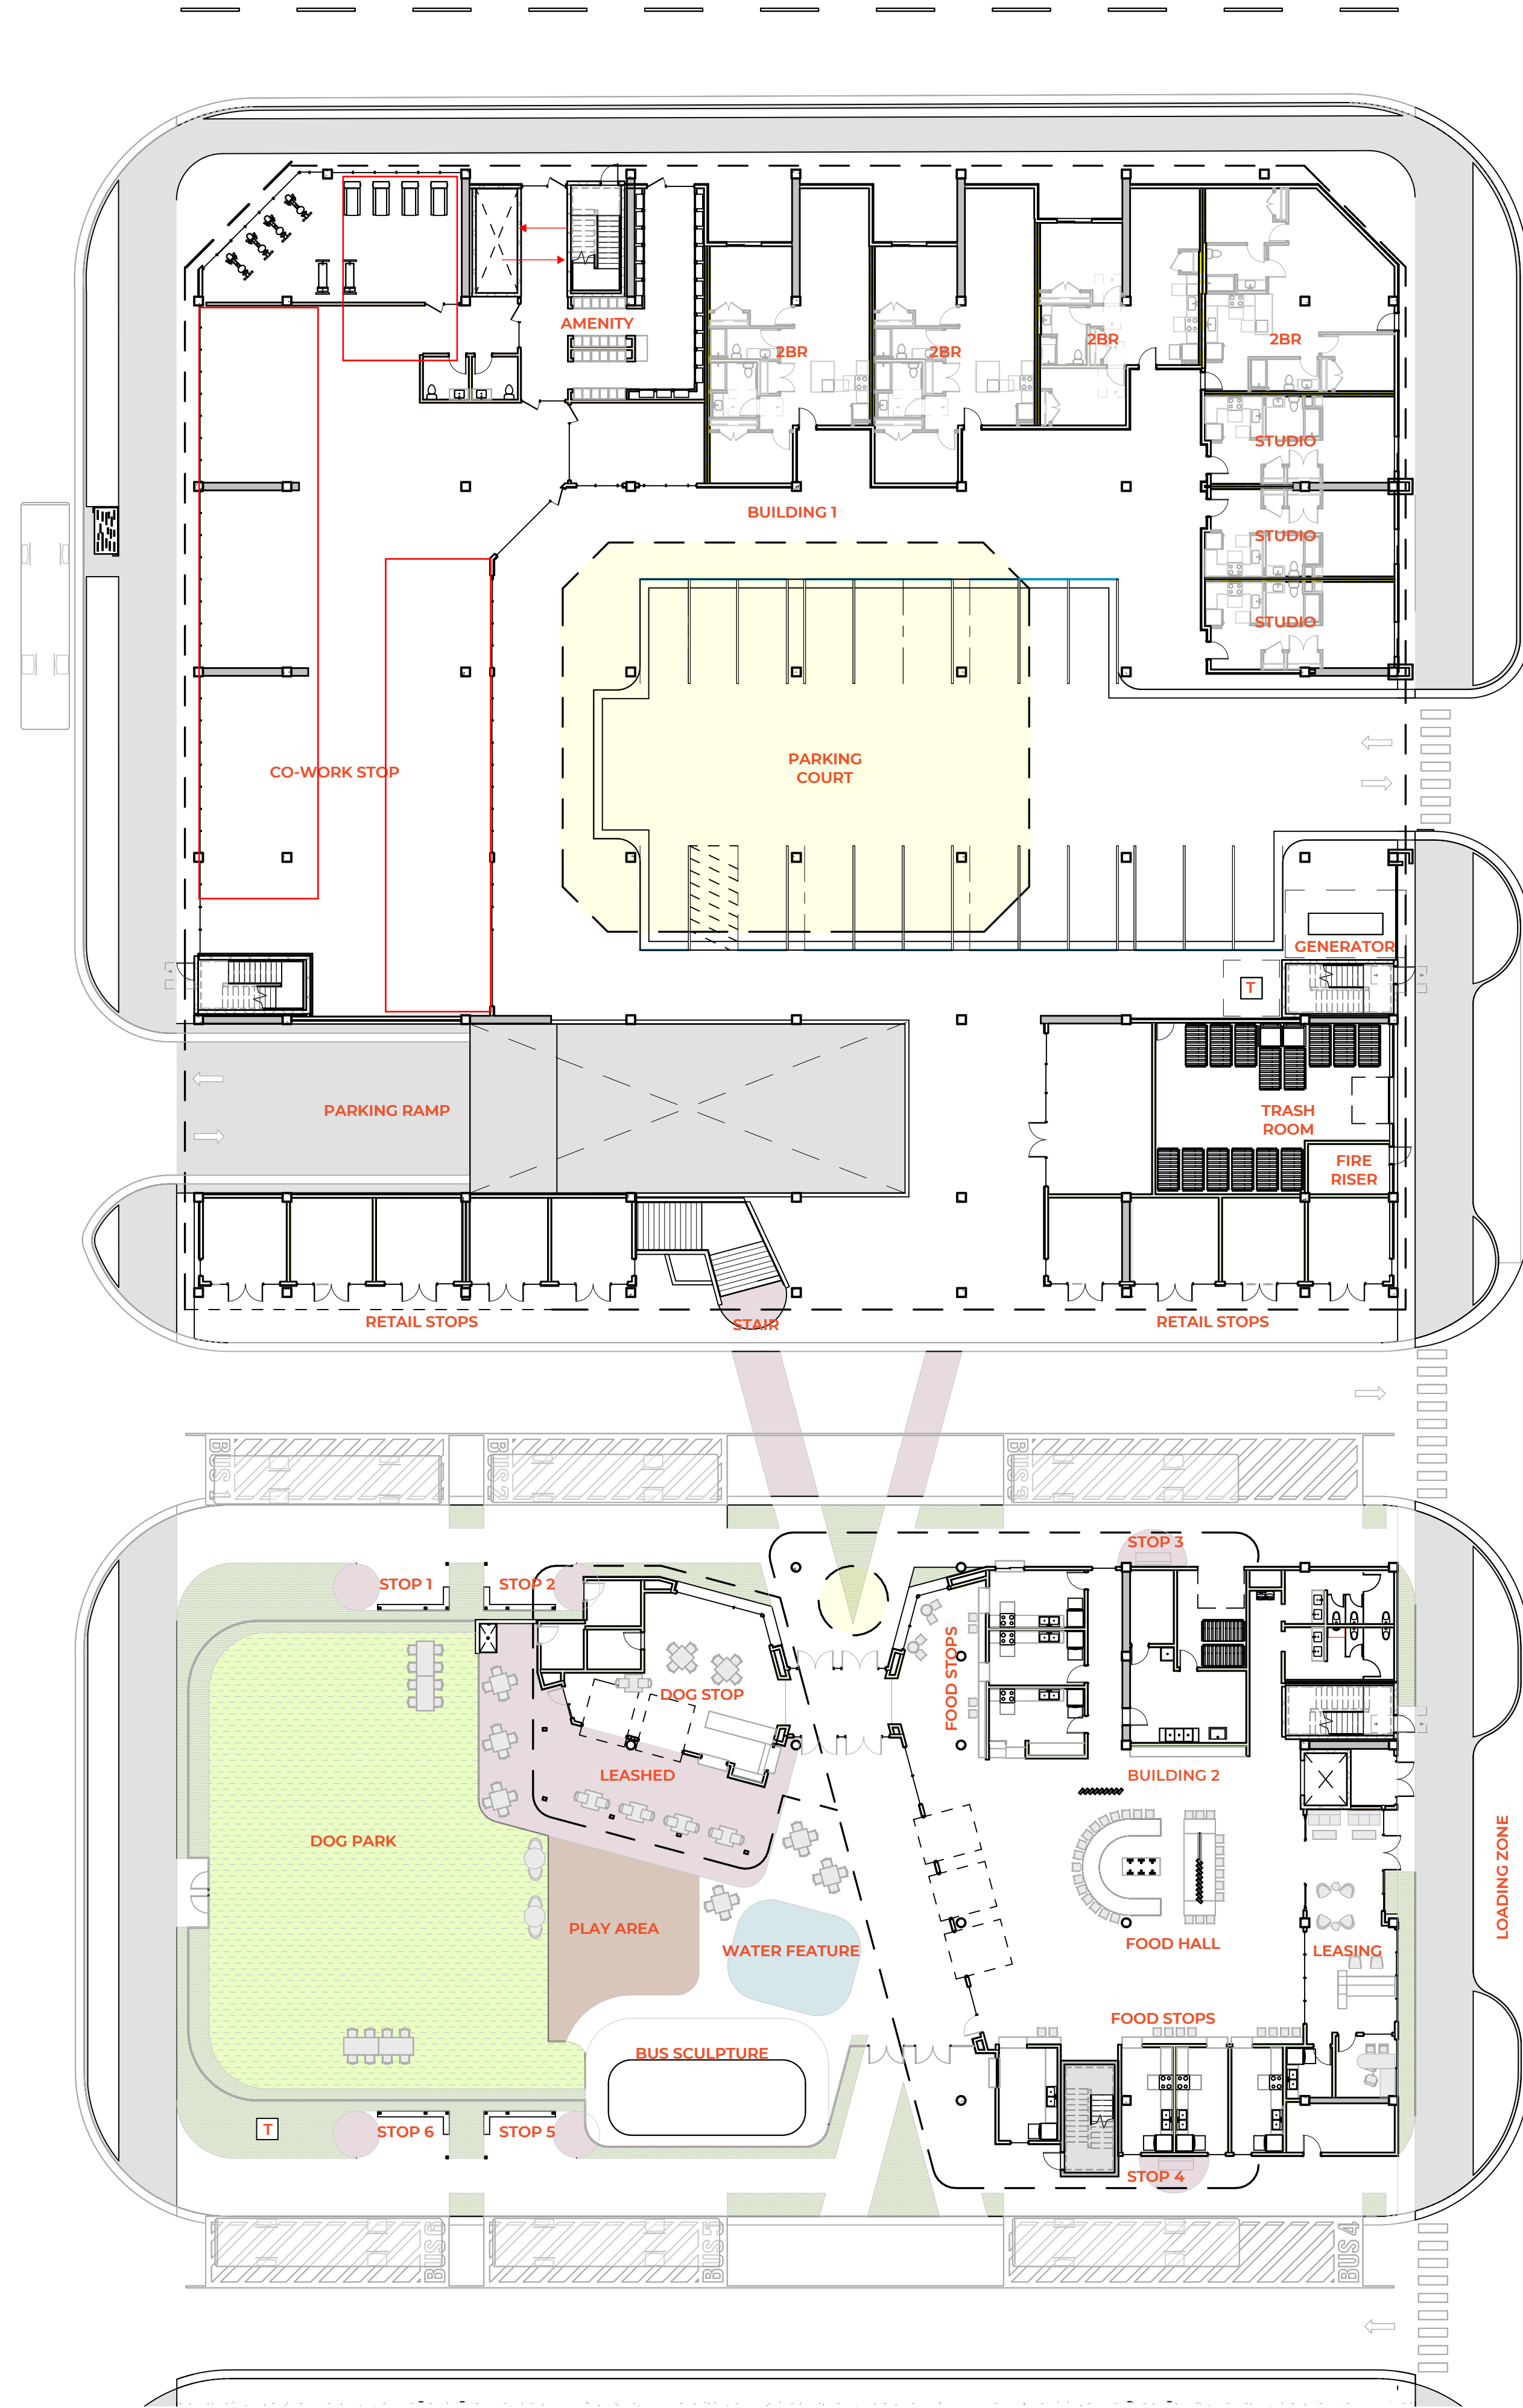 AMENITY
2BR
2BR
2BR
2BR
STUDIO
BUILDING 1
STUDIO
STUDIO
PARKING
COURT
CO-WORK STOP
GENERATOR
T
PARKING RAMP
TRASH
ROOM
FIRE
RISER
RETAIL STOPS
STAIR
RETAIL STOPS
BUS 1
BUS 2
BUS 3
STOP 3
STOP 1
STOP 2
FOOD STOPS
DOG STOP
LEASHED
BUILDING 2
DOG PARK
LOADING ZONE
PLAY AREA
WATER FEATURE
FOOD HALL
LEASING
FOOD STOPS
BUS SCULPTURE
T
STOP 6
STOP 5
STOP 4
BUS 6
BUS 5
BUS 4